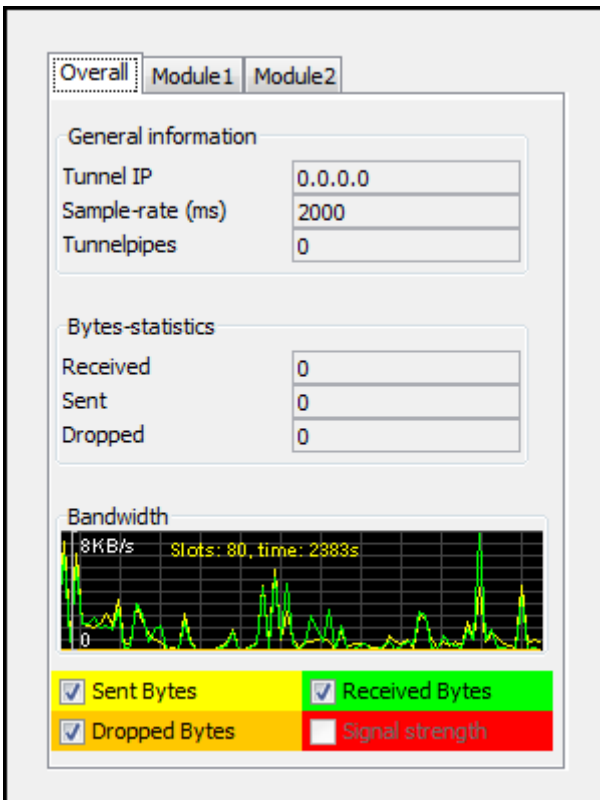 Overall Module1 Module2
General information
Tunnel IP 0.0.0.0
Sample-rate (ms) 2000
Tunnelpipes 0
Bytes-statistics
Received 0
Sent 0
Dropped 0
Bandwidth
8KB/s Slots: 80, time: 2383s
0
Sent Bytes Received Bytes
Dropped Bytes Signal strength